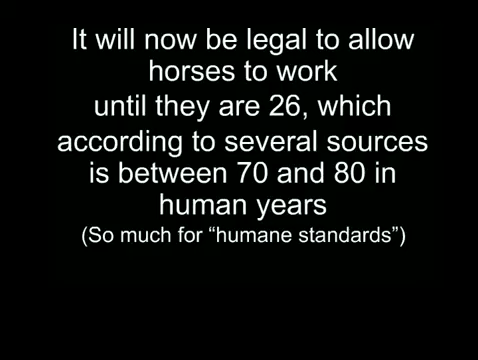 It will now be legal to allow
horses to work
until they are 26, which
according to several sources
is between 70 and 80 in
human years
(So much for “humane standards”)